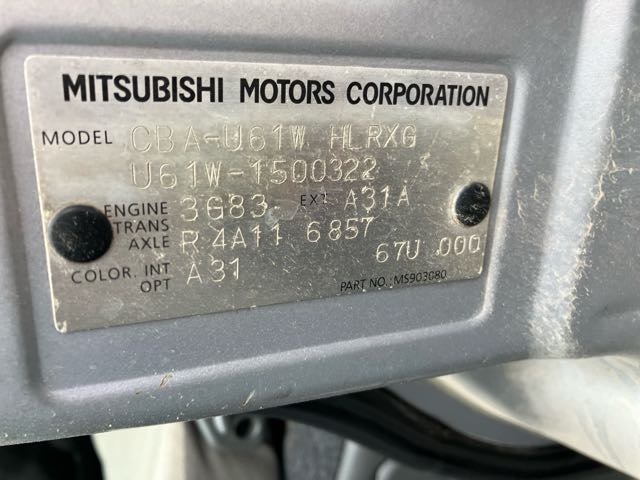 MITSUBISHI MOTORS CORPORATION
MODEL CBA-U61W HLRXG
U61W-1500322
ENGINE 3G83 EXT A31A
TRANS AXLE R4A11 6857
COLOR. INT OPT A31 67U 000
PART NO.: MS903080